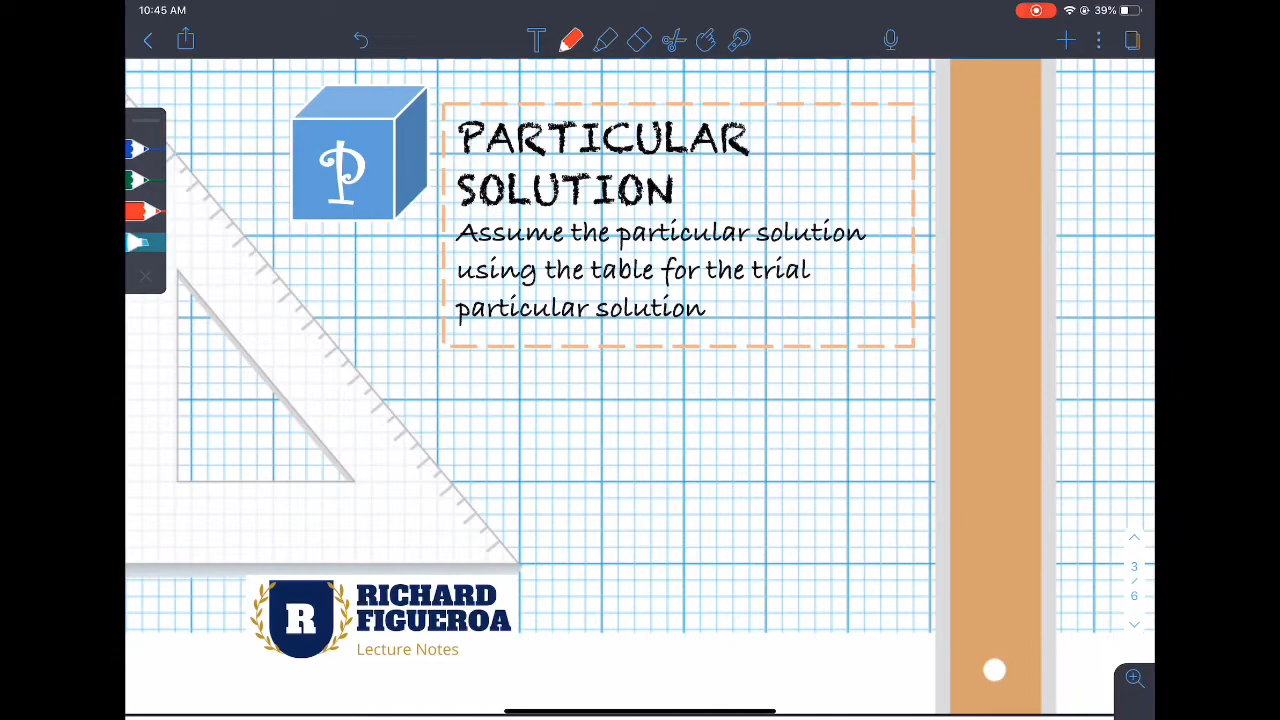 10:45 AM
39%
T
P
PARTICULAR
SOLUTION
Assume the particular solution
using the table for the trial
particular solution
3
/
6
R
RICHARD
FIGUEROA
Lecture Notes